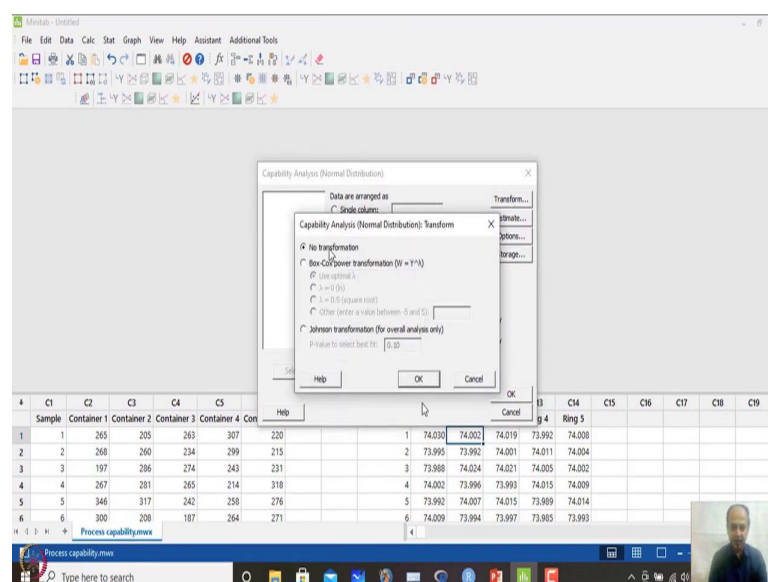 Minitab - Untitled
File Edit Data Calc Stat Graph View Help Assistant Additional Tools
Capability Analysis (Normal Distribution)
Data are arranged as
Single column:
Transform...
Estimate...
Options...
Storage...
Capability Analysis (Normal Distribution): Transform
No transformation
Box-Cox power transformation (W = Y^λ)
Use optimal λ
λ = 0 (ln)
λ = 0.5 (square root)
Other (enter a value between -5 and 5):
Johnson transformation (for overall analysis only)
P-Value to select best fit: 0.10
Help OK Cancel
OK
Help Cancel
C1 C2 C3 C4 C5 C14 C15 C16 C17 C18 C19
Sample Container 1 Container 2 Container 3 Container 4 Con g 4 Ring 5
1 1 265 205 263 307 220 1 74.030 74.002 74.019 73.992 74.008
2 2 268 260 234 299 215 2 73.995 73.992 74.001 74.011 74.004
3 3 197 286 274 243 231 3 73.988 74.024 74.021 74.005 74.002
4 4 267 281 265 214 318 4 74.002 73.996 73.993 74.015 74.009
5 5 346 317 242 258 276 5 73.992 74.007 74.015 73.989 74.014
6 6 300 208 187 264 271 6 74.009 73.994 73.997 73.985 73.993
Process capability.mwx
Process capability.mwx
Type here to search